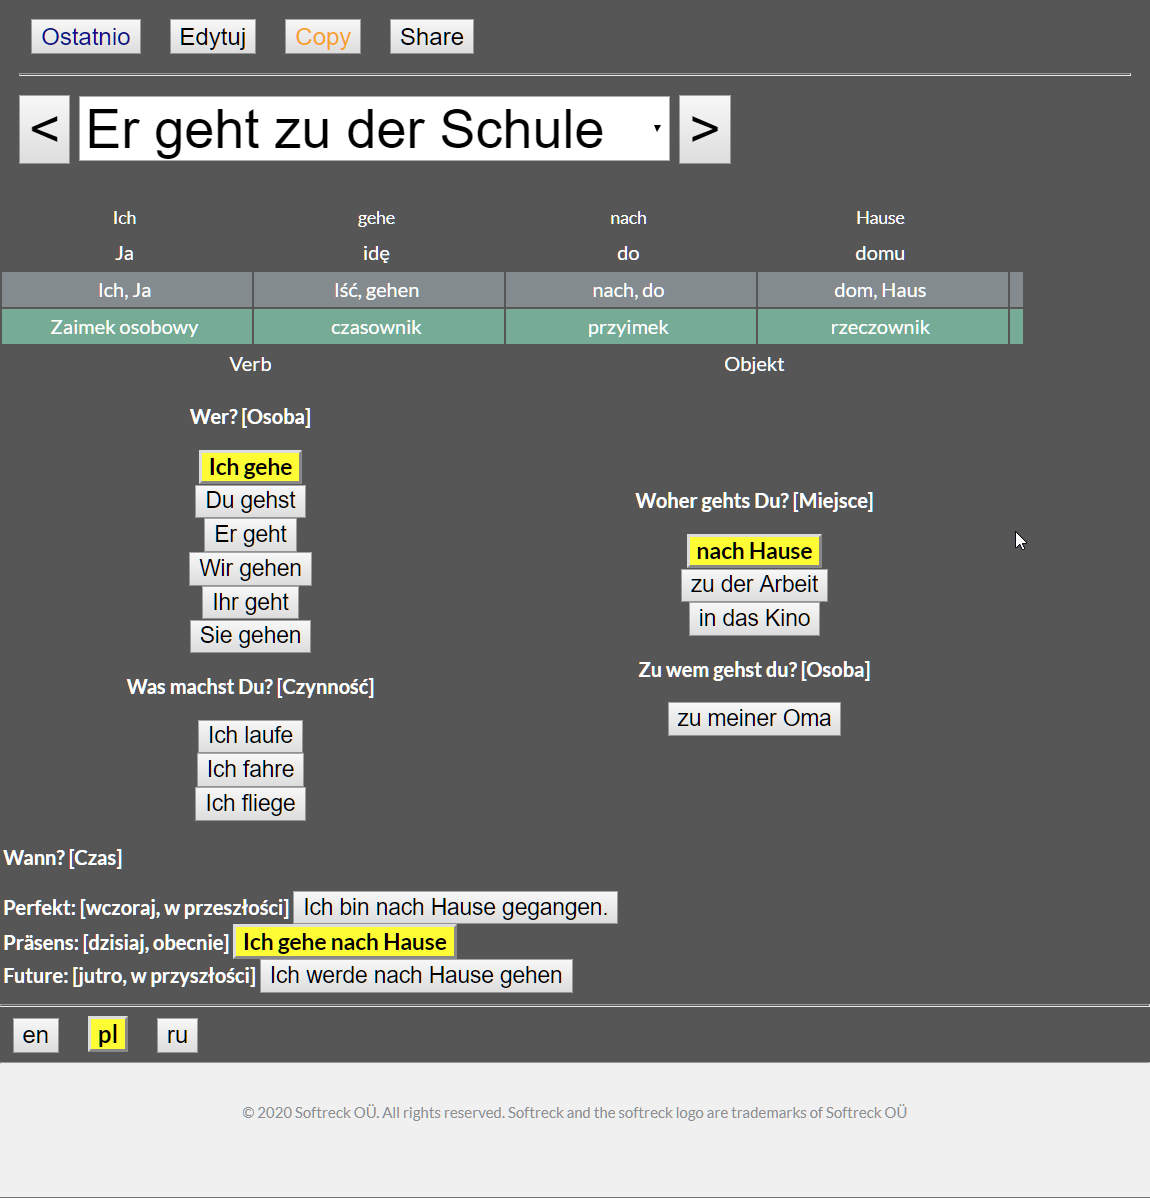 Ostatnio Edytuj Copy Share
< Er geht zu der Schule >
Ich gehe nach Hause
Ja idę do domu
Ich, Ja Iść, gehen nach, do dom, Haus
Zaimek osobowy czasownik przyimek rzeczownik
Verb Objekt
Wer? [Osoba]
Ich gehe
Du gehst
Er geht
Wir gehen
Ihr geht
Sie gehen
Was machst Du? [Czynność]
Ich laufe
Ich fahre
Ich fliege
Woher gehts Du? [Miejsce]
nach Hause
zu der Arbeit
in das Kino
Zu wem gehst du? [Osoba]
zu meiner Oma
Wann? [Czas]
Perfekt: [wczoraj, w przeszłości] Ich bin nach Hause gegangen.
Präsens: [dzisiaj, obecnie] Ich gehe nach Hause
Future: [jutro, w przyszłości] Ich werde nach Hause gehen
en pl ru
© 2020 Softreck OÜ. All rights reserved. Softreck and the softreck logo are trademarks of Softreck OÜ